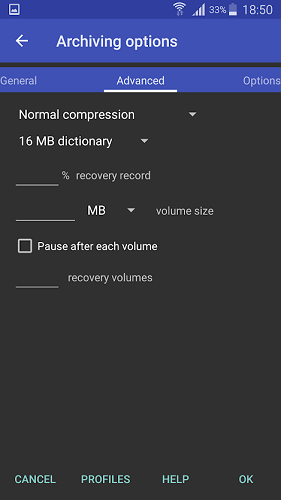 33% 18:50
Archiving options
General Advanced Options
Normal compression
16 MB dictionary
% recovery record
MB volume size
Pause after each volume
recovery volumes
CANCEL PROFILES HELP OK